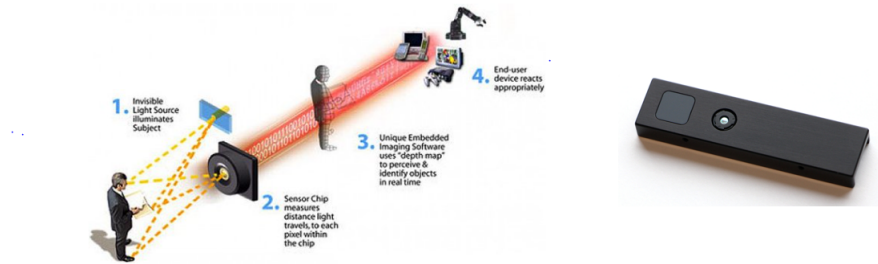 1. Invisible
Light Source
illuminates
Subject
2. Sensor Chip
measures
distance light
travels, to each
pixel within
the chip
3. Unique Embedded
Imaging Software
uses "depth map"
to perceive &
identify objects
in real time
4. End-user
device reacts
appropriately